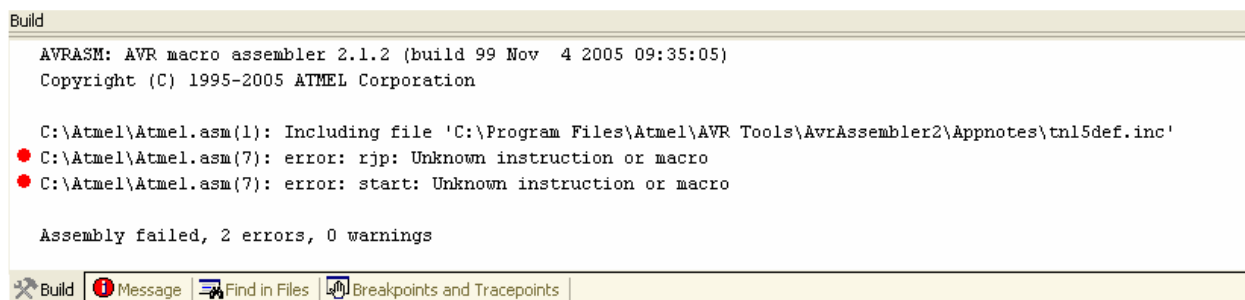 Build
AVRASM: AVR macro assembler 2.1.2 (build 99 Nov  4 2005 09:35:05)
Copyright (C) 1995-2005 ATMEL Corporation
C:\Atmel\Atmel.asm(1): Including file 'C:\Program Files\Atmel\AVR Tools\AvrAssembler2\Appnotes\tn15def.inc'
C:\Atmel\Atmel.asm(7): error: rjp: Unknown instruction or macro
C:\Atmel\Atmel.asm(7): error: start: Unknown instruction or macro
Assembly failed, 2 errors, 0 warnings
Build Message Find in Files Breakpoints and Tracepoints